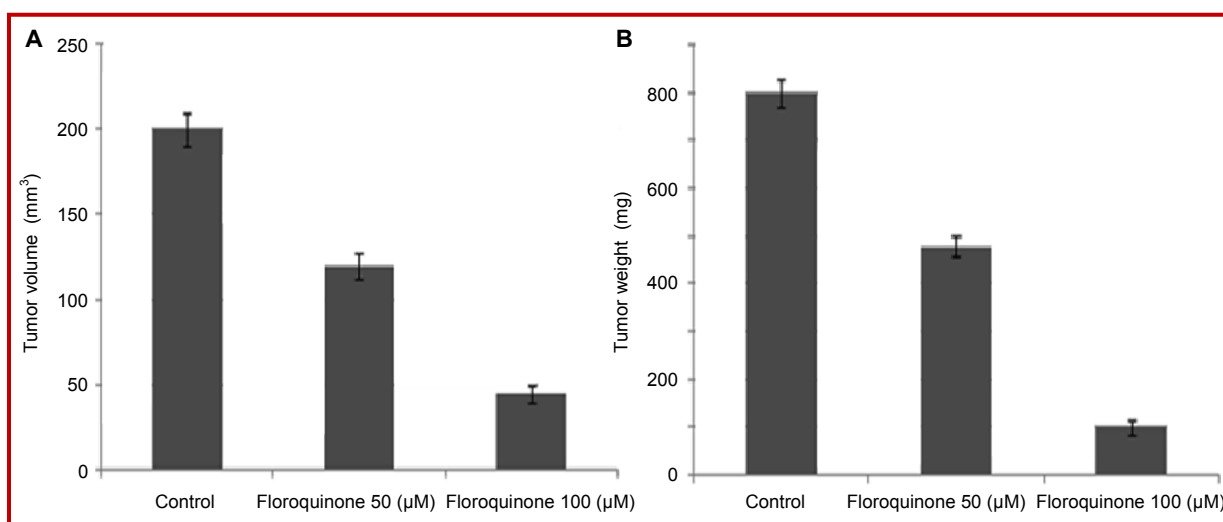 A
Tumor volume (mm³)
250
200
150
100
50
0
Control
Floroquinone 50 (µM)
Floroquinone 100 (µM)
B
Tumor weight (mg)
800
600
400
200
0
Control
Floroquinone 50 (µM)
Floroquinone 100 (µM)